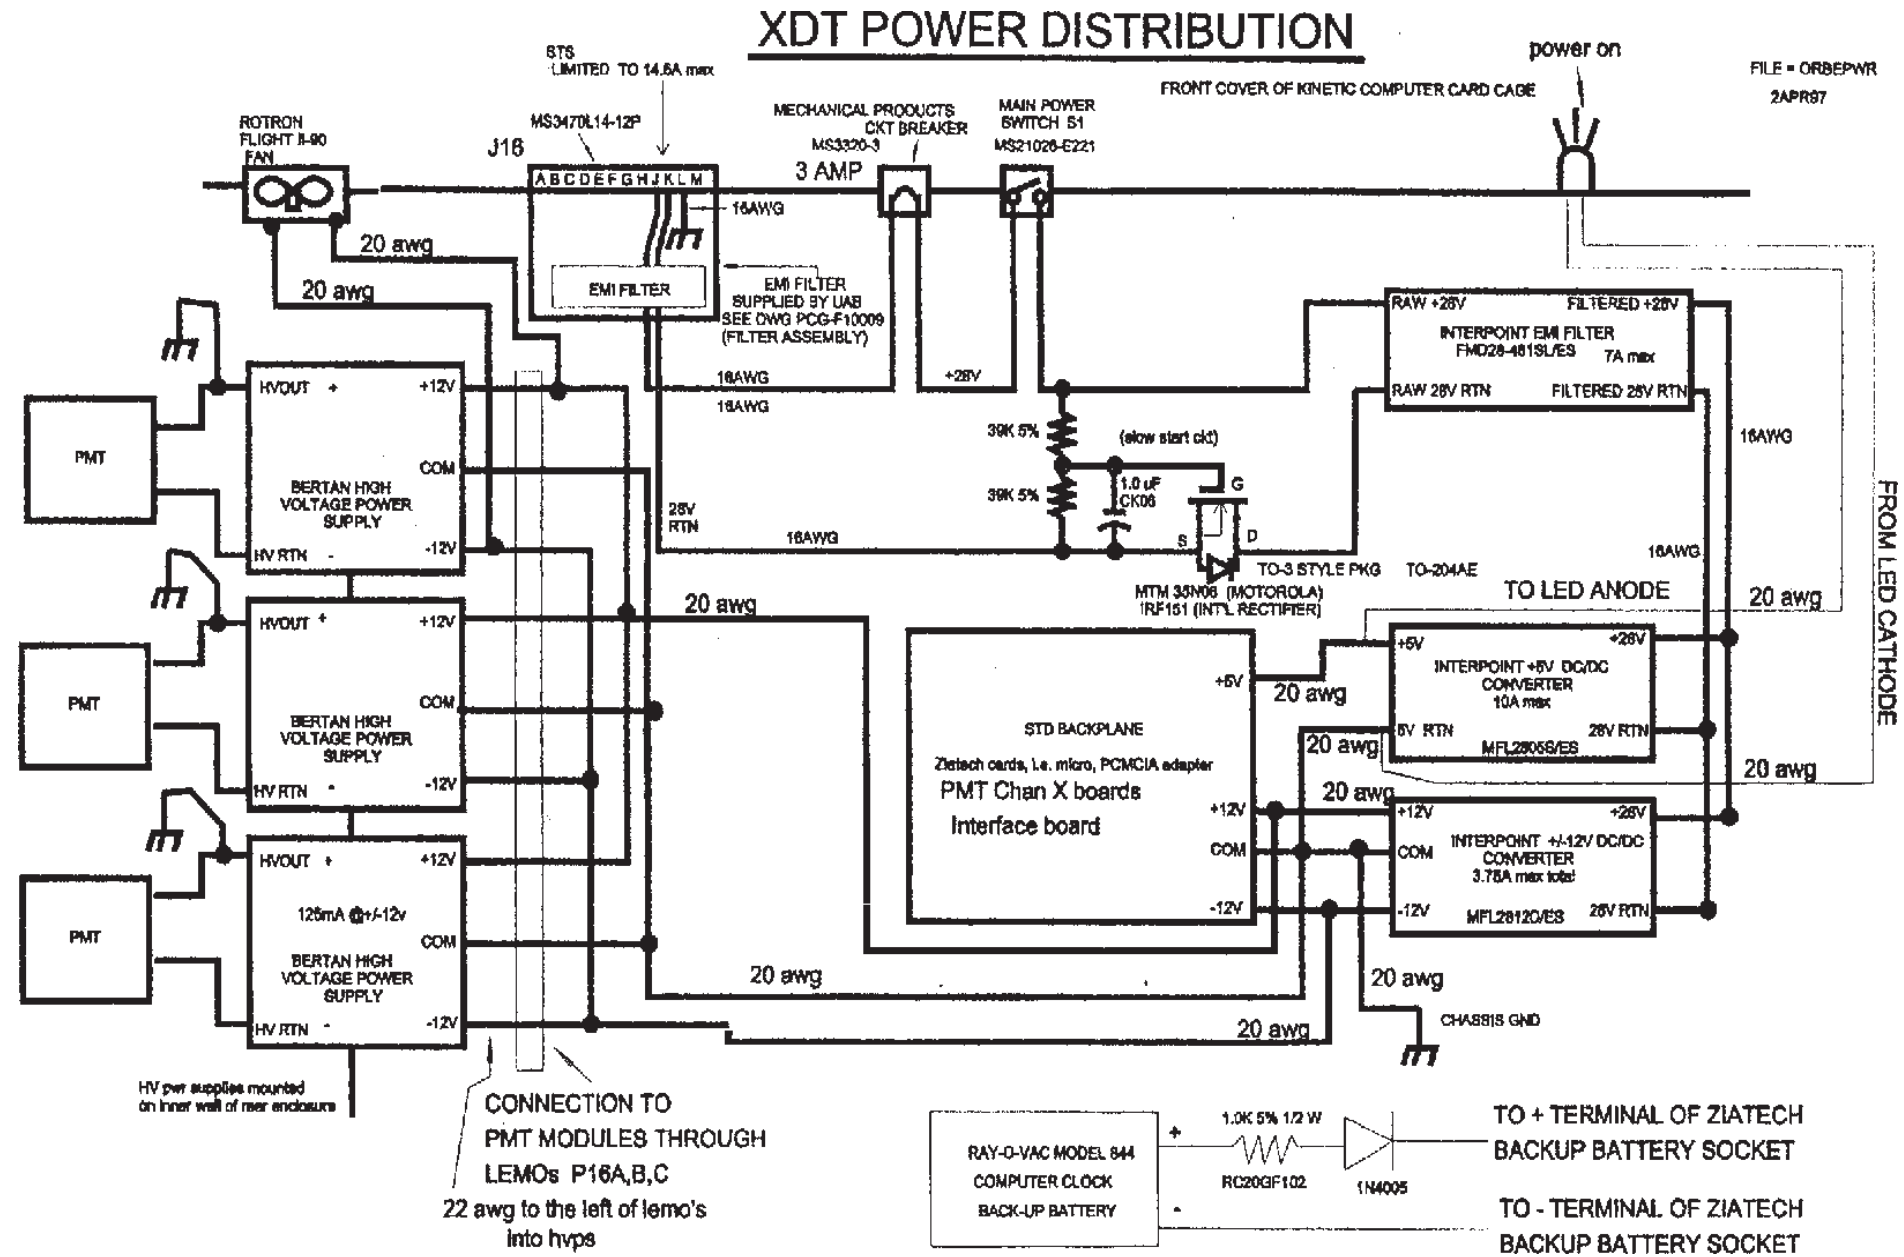 XDT POWER DISTRIBUTION
power on
FILE = ORBEPWR
2APR97
FRONT COVER OF KINETIC COMPUTER CARD CAGE
STS
LIMITED TO 14.6A max
MS3470L14-12P
J16
ROTRON
FLIGHT II-90
FAN
MECHANICAL PRODUCTS
CKT BREAKER
MS3320-3
3 AMP
MAIN POWER
SWITCH S1
MS21026-E221
ABCDEFGHJKLM
16AWG
20 awg
20 awg
EMI FILTER
EMI FILTER
SUPPLIED BY UAB
SEE DWG PCG-F10009
(FILTER ASSEMBLY)
RAW +28V
FILTERED +28V
INTERPOINT EMI FILTER
FMD28-461SL/ES
7A max
RAW 28V RTN
FILTERED 28V RTN
16AWG
+28V
16AWG
HVOUT +
+12V
COM
BERTAN HIGH
VOLTAGE POWER
SUPPLY
HV RTN -
-12V
PMT
39K 5%
(slow start ckt)
39K 5%
1.0 uF
CK06
G
S
D
28V
RTN
16AWG
16AWG
16AWG
TO-3 STYLE PKG
TO-204AE
MTM 35N06 (MOTOROLA)
IRF151 (INT'L RECTIFIER)
TO LED ANODE
20 awg
FROM LED CATHODE
HVOUT +
+12V
20 awg
PMT
COM
BERTAN HIGH
VOLTAGE POWER
SUPPLY
HV RTN -
-12V
+5V
STD BACKPLANE
Ziatech cards, i.e. micro, PCMCIA adapter
PMT Chan X boards
Interface board
+12V
COM
-12V
20 awg
+5V
+28V
INTERPOINT +5V DC/DC
CONVERTER
10A max
5V RTN
28V RTN
MFL2805S/ES
20 awg
20 awg
20 awg
+12V
+28V
INTERPOINT +/-12V DC/DC
CONVERTER
3.75A max total
COM
-12V
28V RTN
MFL2812D/ES
HVOUT +
+12V
125mA @+/-12v
PMT
COM
BERTAN HIGH
VOLTAGE POWER
SUPPLY
HV RTN -
-12V
20 awg
20 awg
20 awg
CHASSIS GND
HV pwr supplies mounted
on inner wall of rear enclosure
CONNECTION TO
PMT MODULES THROUGH
LEMOs P16A,B,C
22 awg to the left of lemo's
into hvps
RAY-O-VAC MODEL 844
COMPUTER CLOCK
BACK-UP BATTERY
+
-
1.0K 5% 1/2 W
RC20GF102
1N4005
TO + TERMINAL OF ZIATECH
BACKUP BATTERY SOCKET
TO - TERMINAL OF ZIATECH
BACKUP BATTERY SOCKET